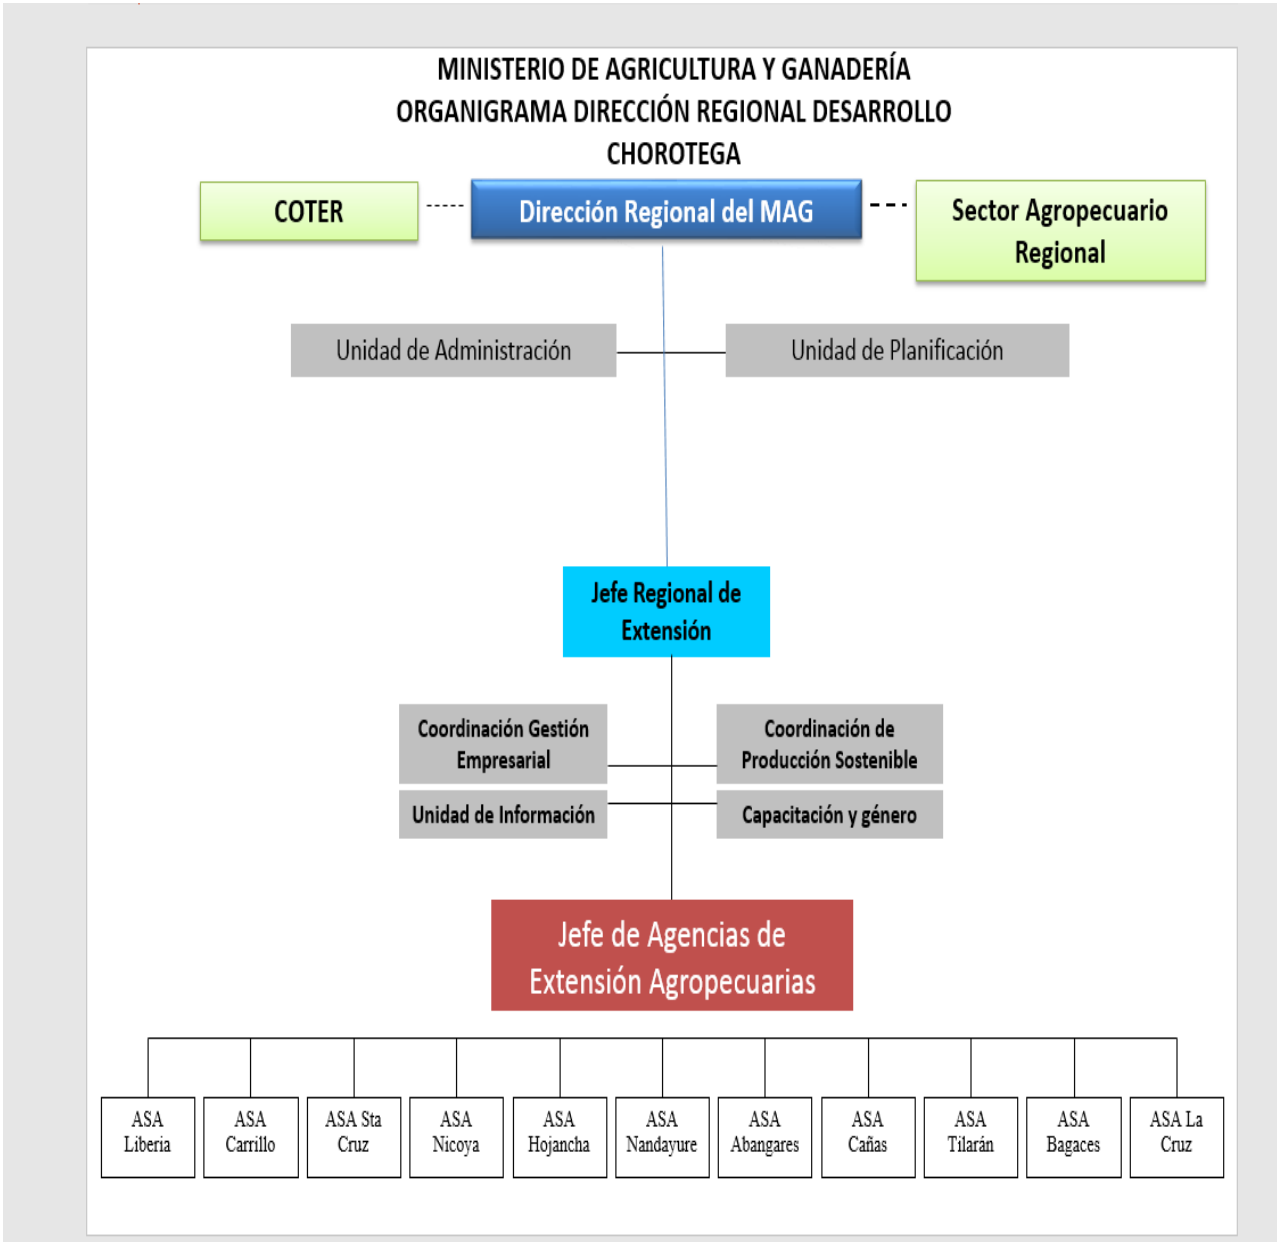 MINISTERIO DE AGRICULTURA Y GANADERÍA
ORGANIGRAMA DIRECCIÓN REGIONAL DESARROLLO
CHOROTEGA
COTER
Dirección Regional del MAG
Sector Agropecuario
Regional
Unidad de Administración
Unidad de Planificación
Jefe Regional de
Extensión
Coordinación Gestión
Empresarial
Coordinación de
Producción Sostenible
Unidad de Información
Capacitación y género
Jefe de Agencias de
Extensión Agropecuarias
ASA
Liberia
ASA
Carrillo
ASA Sta
Cruz
ASA
Nicoya
ASA
Hojancha
ASA
Nandayure
ASA
Abangares
ASA
Cañas
ASA
Tilarán
ASA
Bagaces
ASA La
Cruz